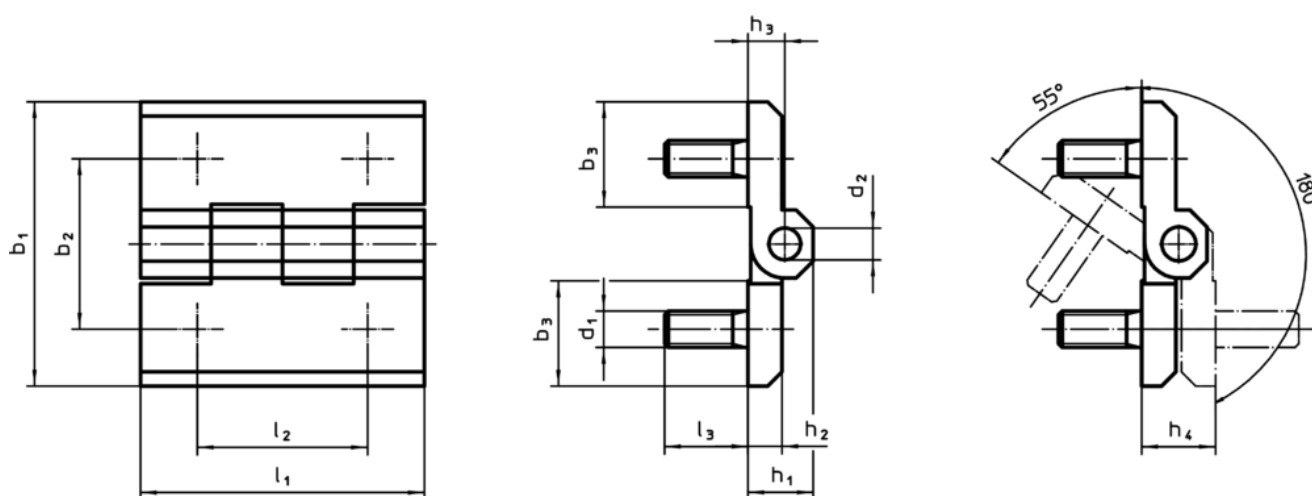 b₁
b₂
l₂
l₁
h₃
b₃
d₂
b₃
d₁
l₃
h₂
h₁
55°
180
h₄